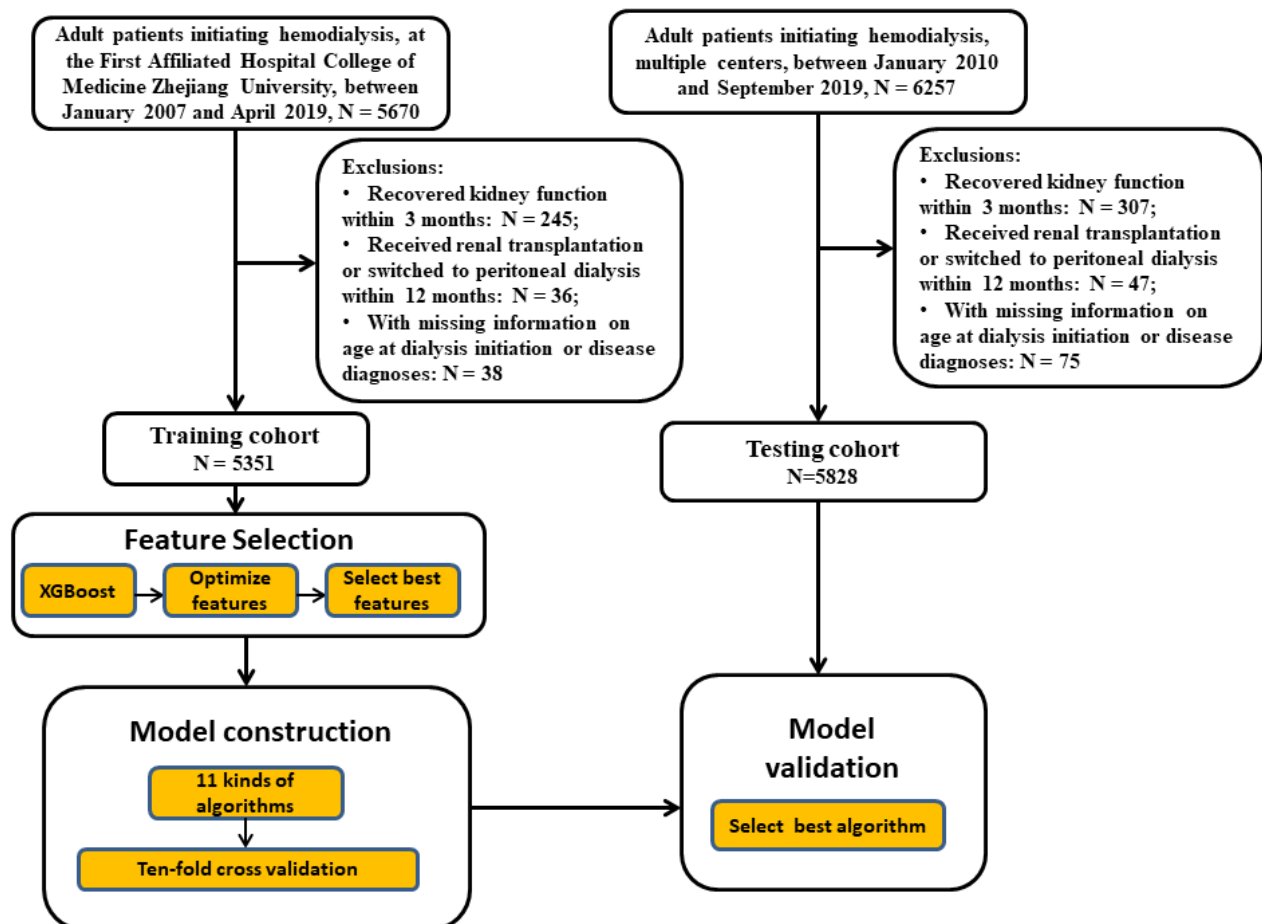 Adult patients initiating hemodialysis, at
the First Affiliated Hospital College of
Medicine Zhejiang University, between
January 2007 and April 2019, N = 5670
Adult patients initiating hemodialysis,
multiple centers, between January 2010
and September 2019, N = 6257
Exclusions:
• Recovered kidney function
within 3 months: N = 245;
• Received renal transplantation
or switched to peritoneal dialysis
within 12 months: N = 36;
• With missing information on
age at dialysis initiation or disease
diagnoses: N = 38
Exclusions:
• Recovered kidney function
within 3 months: N = 307;
• Received renal transplantation
or switched to peritoneal dialysis
within 12 months: N = 47;
• With missing information on
age at dialysis initiation or disease
diagnoses: N = 75
Training cohort
N = 5351
Testing cohort
N=5828
Feature Selection
XGBoost
Optimize
features
Select best
features
Model construction
11 kinds of
algorithms
Ten-fold cross validation
Model
validation
Select best algorithm